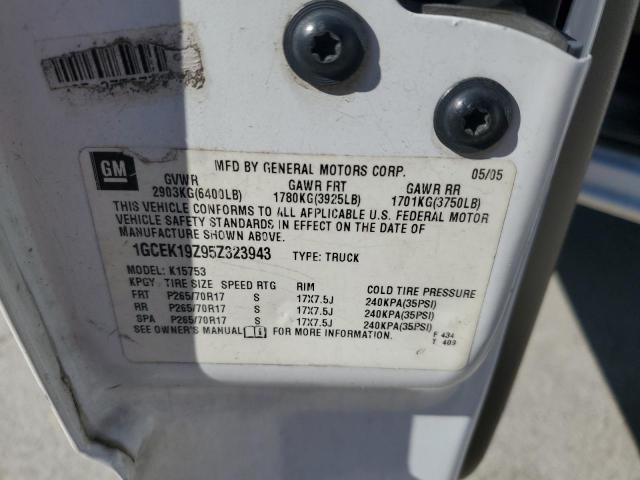 GM
MFD BY GENERAL MOTORS CORP. 05/05
GVWR GAWR FRT GAWR RR
2903KG(6400LB) 1780KG(3925LB) 1701KG(3750LB)
THIS VEHICLE CONFORMS TO ALL APPLICABLE U.S. FEDERAL MOTOR
VEHICLE SAFETY STANDARDS IN EFFECT ON THE DATE OF
MANUFACTURE SHOWN ABOVE.
1GCEK19Z95Z323943 TYPE: TRUCK
MODEL: K15753
KPGY TIRE SIZE SPEED RTG RIM COLD TIRE PRESSURE
FRT P265/70R17 S 17X7.5J 240KPA(35PSI)
RR P265/70R17 S 17X7.5J 240KPA(35PSI)
SPA P265/70R17 S 17X7.5J 240KPA(35PSI)
SEE OWNER'S MANUAL FOR MORE INFORMATION.
F 434
T 409